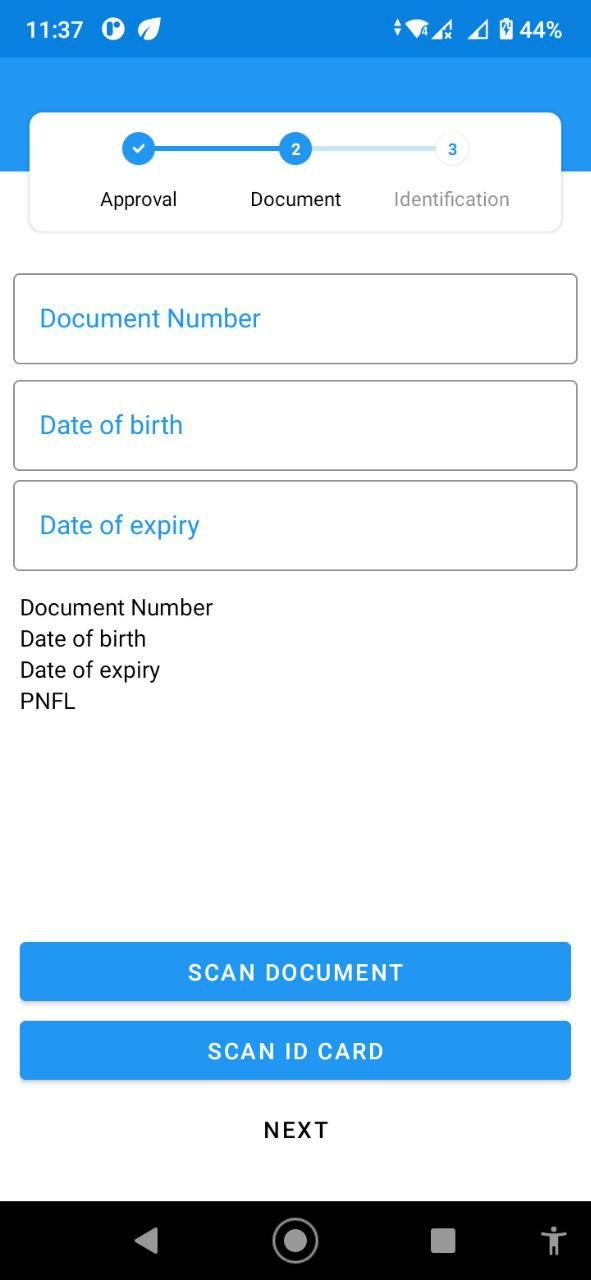 11:37
4
44%
2
3
Approval
Document
Identification
Document Number
Date of birth
Date of expiry
Document Number
Date of birth
Date of expiry
PNFL
SCAN DOCUMENT
SCAN ID CARD
NEXT